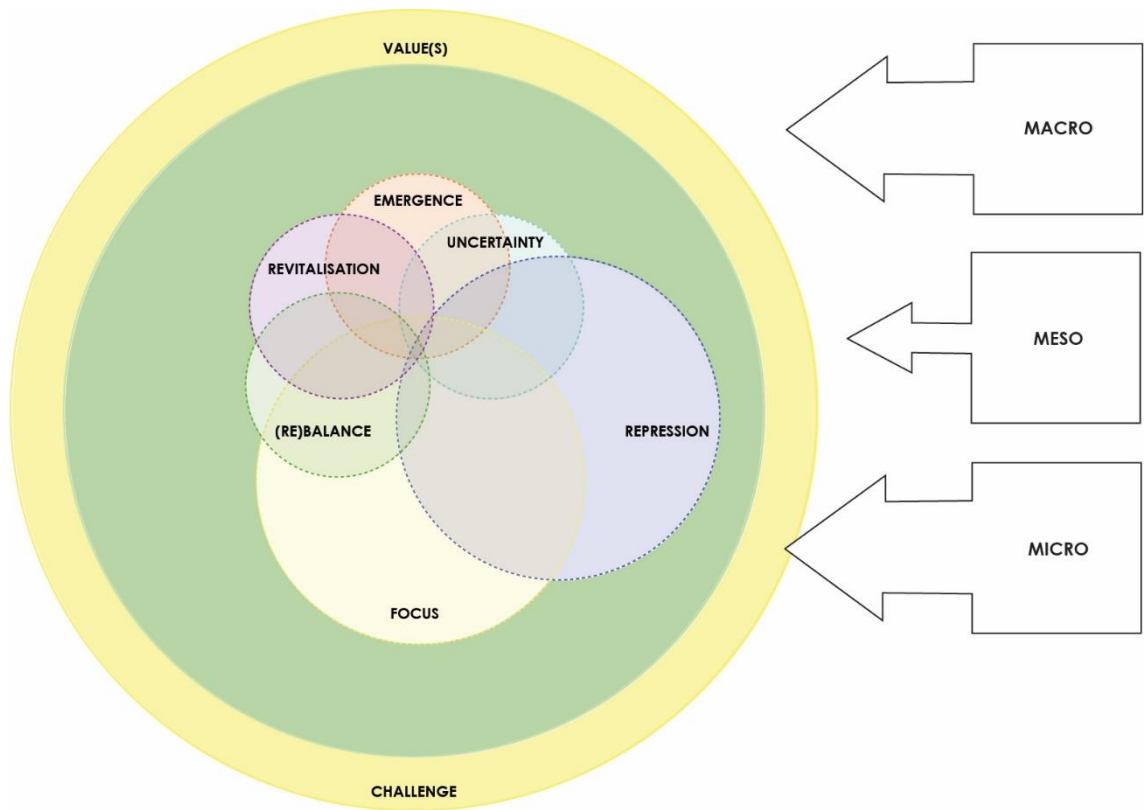 VALUE(S)
MACRO
EMERGENCE
UNCERTAINTY
REVITALISATION
MESO
(RE)BALANCE
REPRESSION
MICRO
FOCUS
CHALLENGE